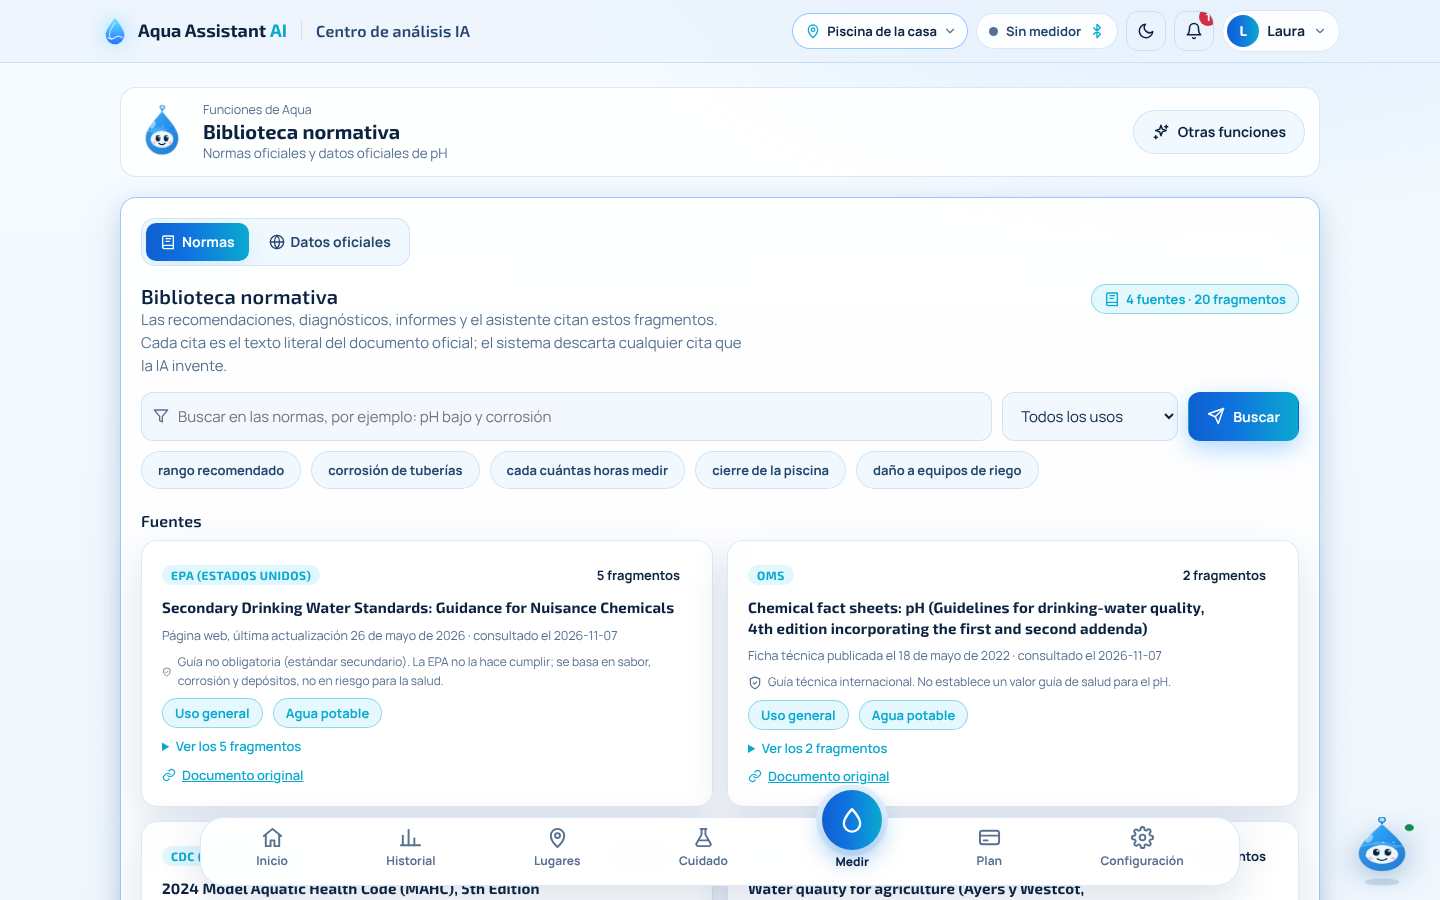 Aqua Assistant AI
Centro de análisis IA
Piscina de la casa
Sin medidor
L
Laura
Funciones de Aqua
Biblioteca normativa
Normas oficiales y datos oficiales de pH
Otras funciones
Normas
Datos oficiales
Biblioteca normativa
4 fuentes · 20 fragmentos
Las recomendaciones, diagnósticos, informes y el asistente citan estos fragmentos.
Cada cita es el texto literal del documento oficial; el sistema descarta cualquier cita que
la IA invente.
Buscar en las normas, por ejemplo: pH bajo y corrosión
Todos los usos
Buscar
rango recomendado
corrosión de tuberías
cada cuántas horas medir
cierre de la piscina
daño a equipos de riego
Fuentes
EPA (ESTADOS UNIDOS)
5 fragmentos
Secondary Drinking Water Standards: Guidance for Nuisance Chemicals
Página web, última actualización 26 de mayo de 2026 · consultado el 2026-11-07
Guía no obligatoria (estándar secundario). La EPA no la hace cumplir; se basa en sabor,
corrosión y depósitos, no en riesgo para la salud.
Uso general
Agua potable
Ver los 5 fragmentos
Documento original
OMS
2 fragmentos
Chemical fact sheets: pH (Guidelines for drinking-water quality,
4th edition incorporating the first and second addenda)
Ficha técnica publicada el 18 de mayo de 2022 · consultado el 2026-11-07
Guía técnica internacional. No establece un valor guía de salud para el pH.
Uso general
Agua potable
Ver los 2 fragmentos
Documento original
CDC (
ntos
2024 Model Aquatic Health Code (MAHC), 5th Edition
Water quality for agriculture (Ayers y Westcot,
Inicio
Historial
Lugares
Cuidado
Medir
Plan
Configuración